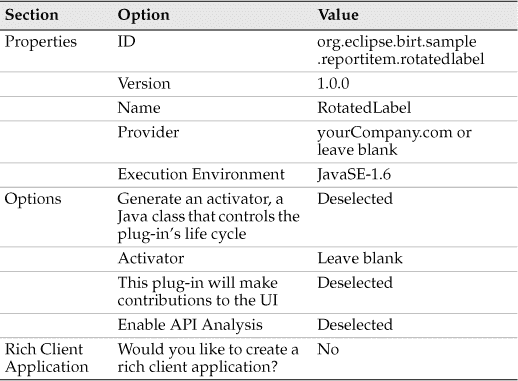 Section Option Value
Properties ID org.eclipse.birt.sample
.reportitem.rotatedlabel
Version 1.0.0
Name RotatedLabel
Provider yourCompany.com or
leave blank
Execution Environment JavaSE-1.6
Options Generate an activator, a Deselected
Java class that controls the
plug-in's life cycle
Activator Leave blank
This plug-in will make Deselected
contributions to the UI
Enable API Analysis Deselected
Rich Client Would you like to create a No
Application rich client application?